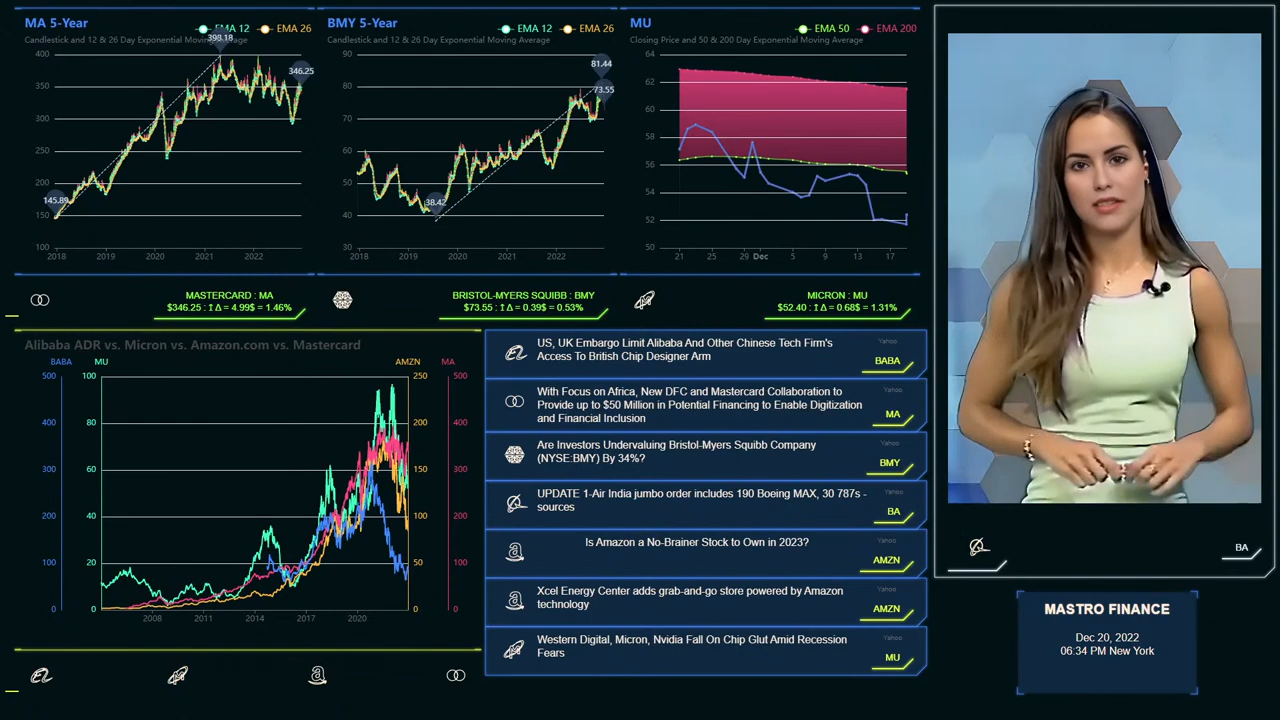 MA 5-Year
EMA 12
EMA 26
Candlestick and 12 & 26 Day Exponential Moving Average
398.18
346.25
145.89
400
350
300
250
200
150
100
2018
2019
2020
2021
2022
BMY 5-Year
EMA 12
EMA 26
Candlestick and 12 & 26 Day Exponential Moving Average
81.44
73.55
38.42
90
80
70
60
50
40
30
2018
2019
2020
2021
2022
MU
EMA 50
EMA 200
Closing Price and 50 & 200 Day Exponential Moving Average
64
62
60
58
56
54
52
50
21
25
29
Dec
5
9
13
17
MASTERCARD : MA
$346.25 : ↑ Δ = 4.99$ = 1.46%
BRISTOL-MYERS SQUIBB : BMY
$73.55 : ↑ Δ = 0.39$ = 0.53%
MICRON : MU
$52.40 : ↑ Δ = 0.68$ = 1.31%
Alibaba ADR vs. Micron vs. Amazon.com vs. Mastercard
BABA
MU
AMZN
MA
500
400
300
200
100
0
100
80
60
40
20
0
250
200
150
100
50
0
500
400
300
200
100
0
2008
2011
2014
2017
2020
US, UK Embargo Limit Alibaba And Other Chinese Tech Firm's
Access To British Chip Designer Arm
Yahoo
BABA
With Focus on Africa, New DFC and Mastercard Collaboration to
Provide up to $50 Million in Potential Financing to Enable Digitization
and Financial Inclusion
Yahoo
MA
Are Investors Undervaluing Bristol-Myers Squibb Company
(NYSE:BMY) By 34%?
Yahoo
BMY
UPDATE 1-Air India jumbo order includes 190 Boeing MAX, 30 787s -
sources
Yahoo
BA
Is Amazon a No-Brainer Stock to Own in 2023?
Yahoo
AMZN
Xcel Energy Center adds grab-and-go store powered by Amazon
technology
Yahoo
AMZN
Western Digital, Micron, Nvidia Fall On Chip Glut Amid Recession
Fears
Yahoo
MU
BA
MASTRO FINANCE
Dec 20, 2022
06:34 PM New York